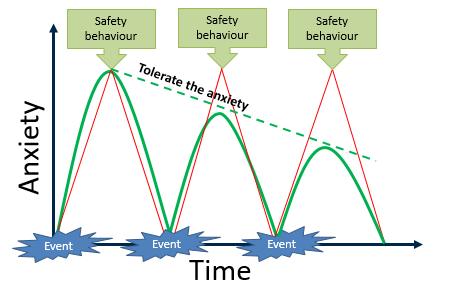 Safety
behaviour
Safety
behaviour
Safety
behaviour
Tolerate the anxiety
Anxiety
Event
Event
Event
Time